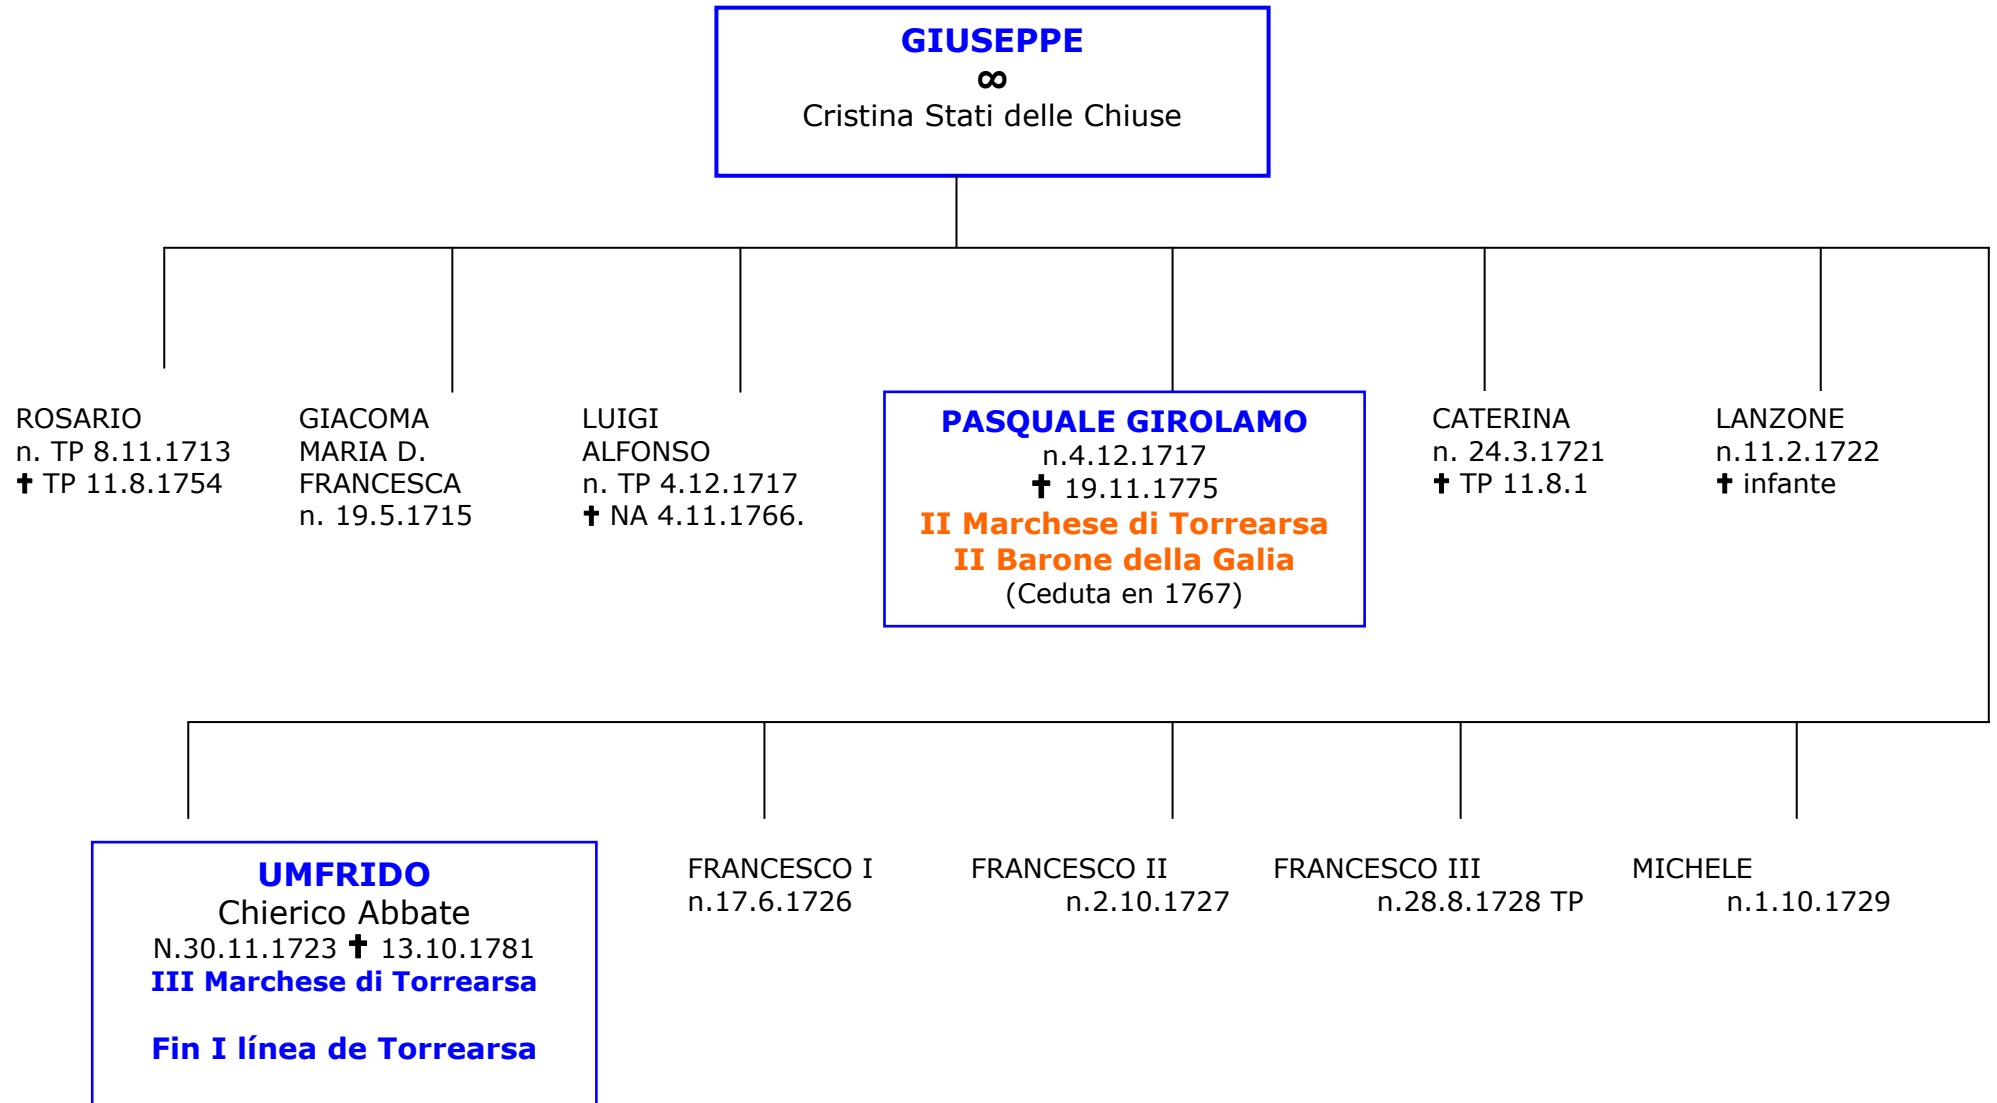 GIUSEPPE
∞
Cristina Stati delle Chiuse
ROSARIO
n. TP 8.11.1713
✝ TP 11.8.1754
GIACOMA
MARIA D.
FRANCESCA
n. 19.5.1715
LUIGI
ALFONSO
n. TP 4.12.1717
✝ NA 4.11.1766.
PASQUALE GIROLAMO
n.4.12.1717
✝ 19.11.1775
II Marchese di Torrearsa
II Barone della Galia
(Ceduta en 1767)
CATERINA
n. 24.3.1721
✝ TP 11.8.1
LANZONE
n.11.2.1722
✝ infante
UMFRIDO
Chierico Abbate
N.30.11.1723 ✝ 13.10.1781
III Marchese di Torrearsa
Fin I línea de Torrearsa
FRANCESCO I
n.17.6.1726
FRANCESCO II
n.2.10.1727
FRANCESCO III
n.28.8.1728 TP
MICHELE
n.1.10.1729